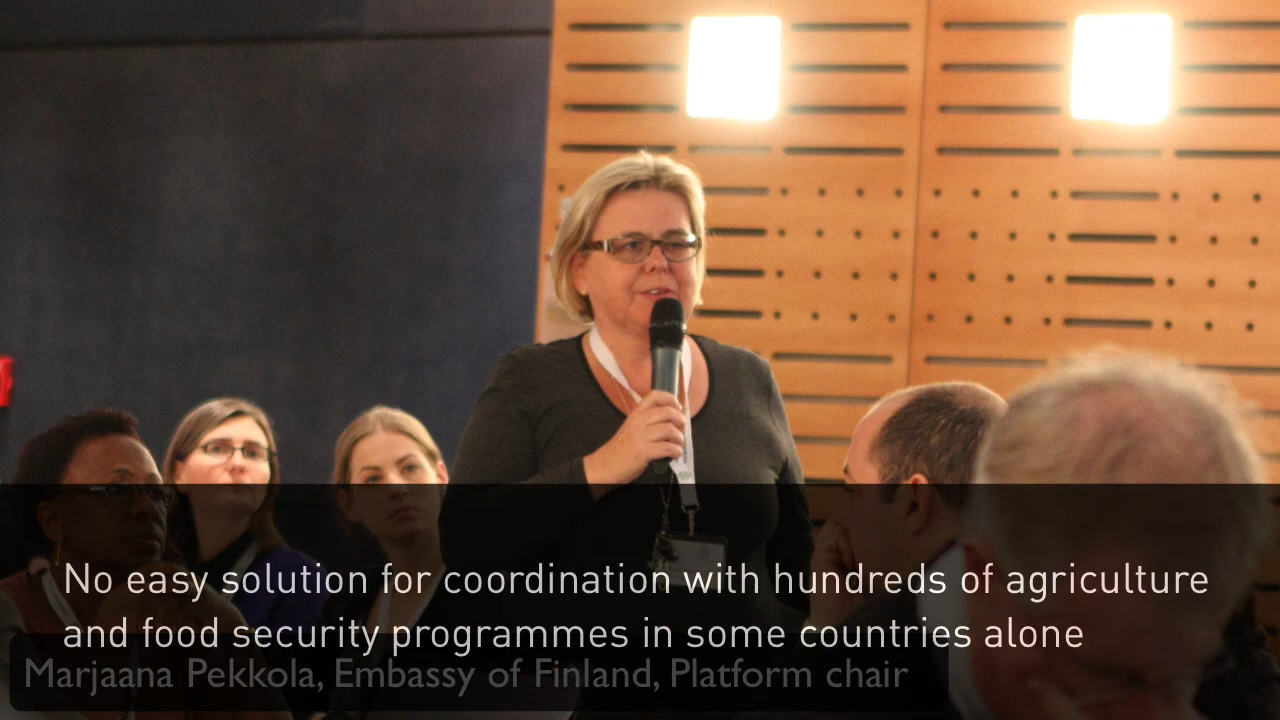 No easy solution for coordination with hundreds of agriculture
and food security programmes in some countries alone
Marjaana Pekkola, Embassy of Finland, Platform chair